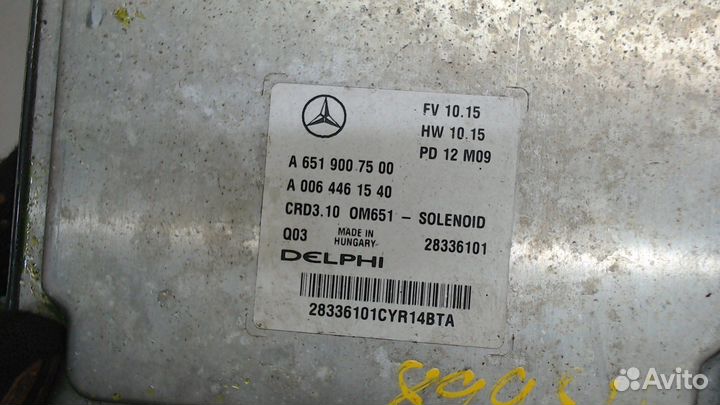 FV 10.15
HW 10.15
PD 12 M09
A 651 900 75 00
A 006 446 15 40
CRD3.10 OM651 - SOLENOID
Q03 MADE IN HUNGARY 28336101
DELPHI
28336101CYR14BTA
Avito